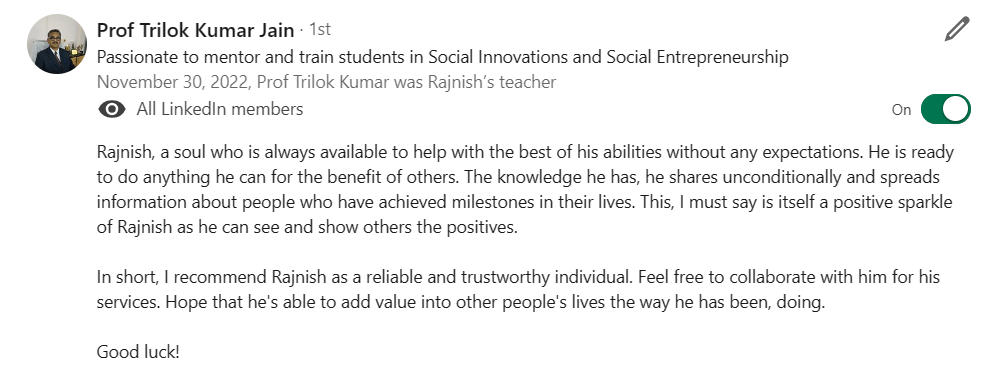 Prof Trilok Kumar Jain · 1st
Passionate to mentor and train students in Social Innovations and Social Entrepreneurship
November 30, 2022, Prof Trilok Kumar was Rajnish’s teacher
All LinkedIn members
On
Rajnish, a soul who is always available to help with the best of his abilities without any expectations. He is ready
to do anything he can for the benefit of others. The knowledge he has, he shares unconditionally and spreads
information about people who have achieved milestones in their lives. This, I must say is itself a positive sparkle
of Rajnish as he can see and show others the positives.
In short, I recommend Rajnish as a reliable and trustworthy individual. Feel free to collaborate with him for his
services. Hope that he's able to add value into other people's lives the way he has been, doing.
Good luck!